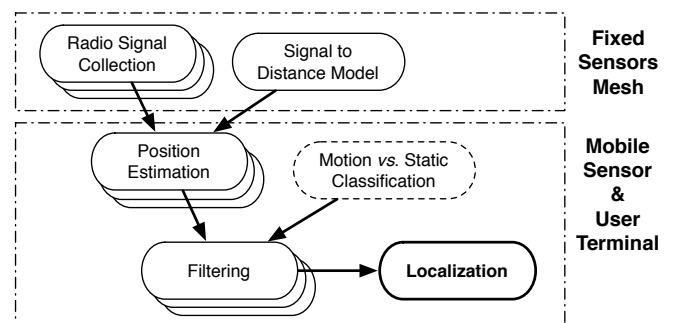 Radio Signal
Collection
Signal to
Distance Model
Fixed
Sensors
Mesh
Position
Estimation
Motion vs. Static
Classification
Filtering
Localization
Mobile
Sensor
&
User
Terminal